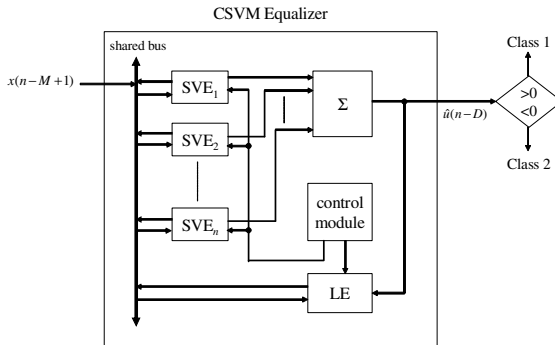 CSVM Equalizer
shared bus
x(n-M+1)
SVE₁
SVE₂
SVEₙ
Σ
control
module
LE
û(n-D)
Class 1
>0
<0
Class 2